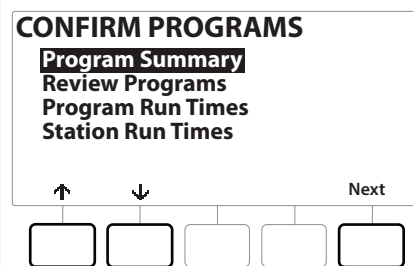 CONFIRM PROGRAMS
Program Summary
Review Programs
Program Run Times
Station Run Times
Next